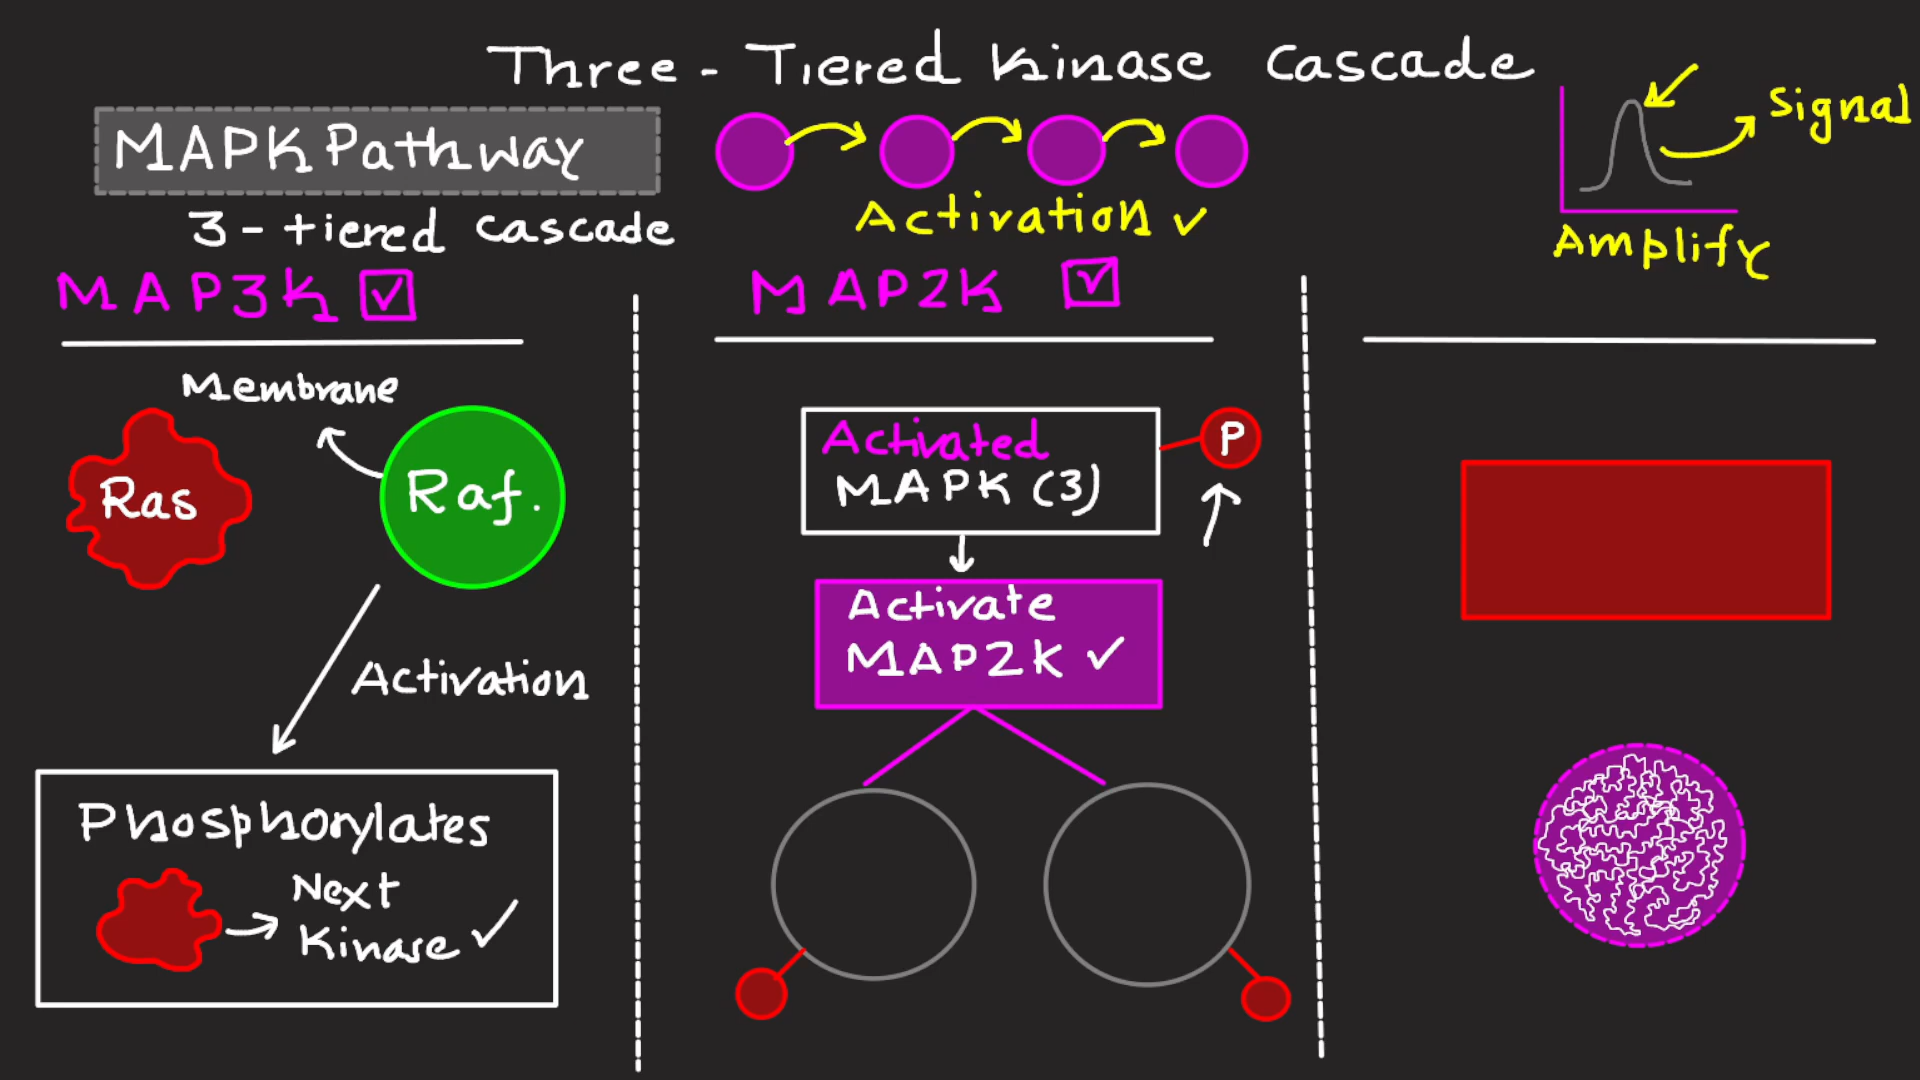 Three - Tiered Kinase Cascade
MAPK Pathway
3 - tiered cascade
Activation ✓
Signal
Amplify
MAP3K ☑
MAP2K ☑
Membrane
Ras
Raf.
Activation
Phosphorylates
Next
Kinase ✓
Activated
MAPK (3)
P
Activate
MAP2K ✓